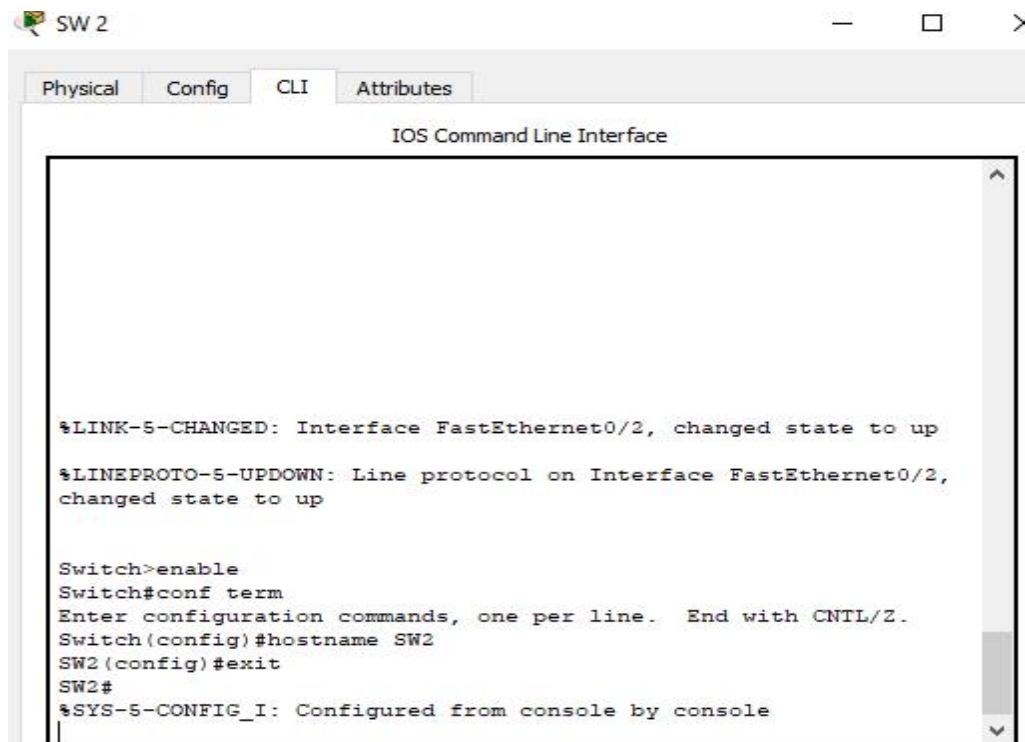 SW 2
Physical Config CLI Attributes
IOS Command Line Interface
%LINK-5-CHANGED: Interface FastEthernet0/2, changed state to up
%LINEPROTO-5-UPDOWN: Line protocol on Interface FastEthernet0/2,
changed state to up
Switch>enable
Switch#conf term
Enter configuration commands, one per line.  End with CNTL/Z.
Switch(config)#hostname SW2
SW2(config)#exit
SW2#
%SYS-5-CONFIG_I: Configured from console by console